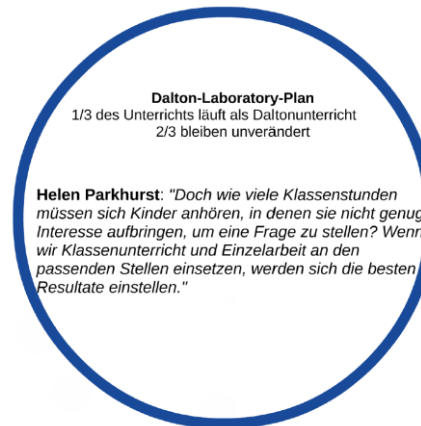 Dalton-Laboratory-Plan
1/3 des Unterrichts läuft als Daltonunterricht
2/3 bleiben unverändert
Helen Parkhurst: "Doch wie viele Klassenstunden
müssen sich Kinder anhören, in denen sie nicht genug
Interesse aufbringen, um eine Frage zu stellen? Wenn
wir Klassenunterricht und Einzelarbeit an den
passenden Stellen einsetzen, werden sich die besten
Resultate einstellen."